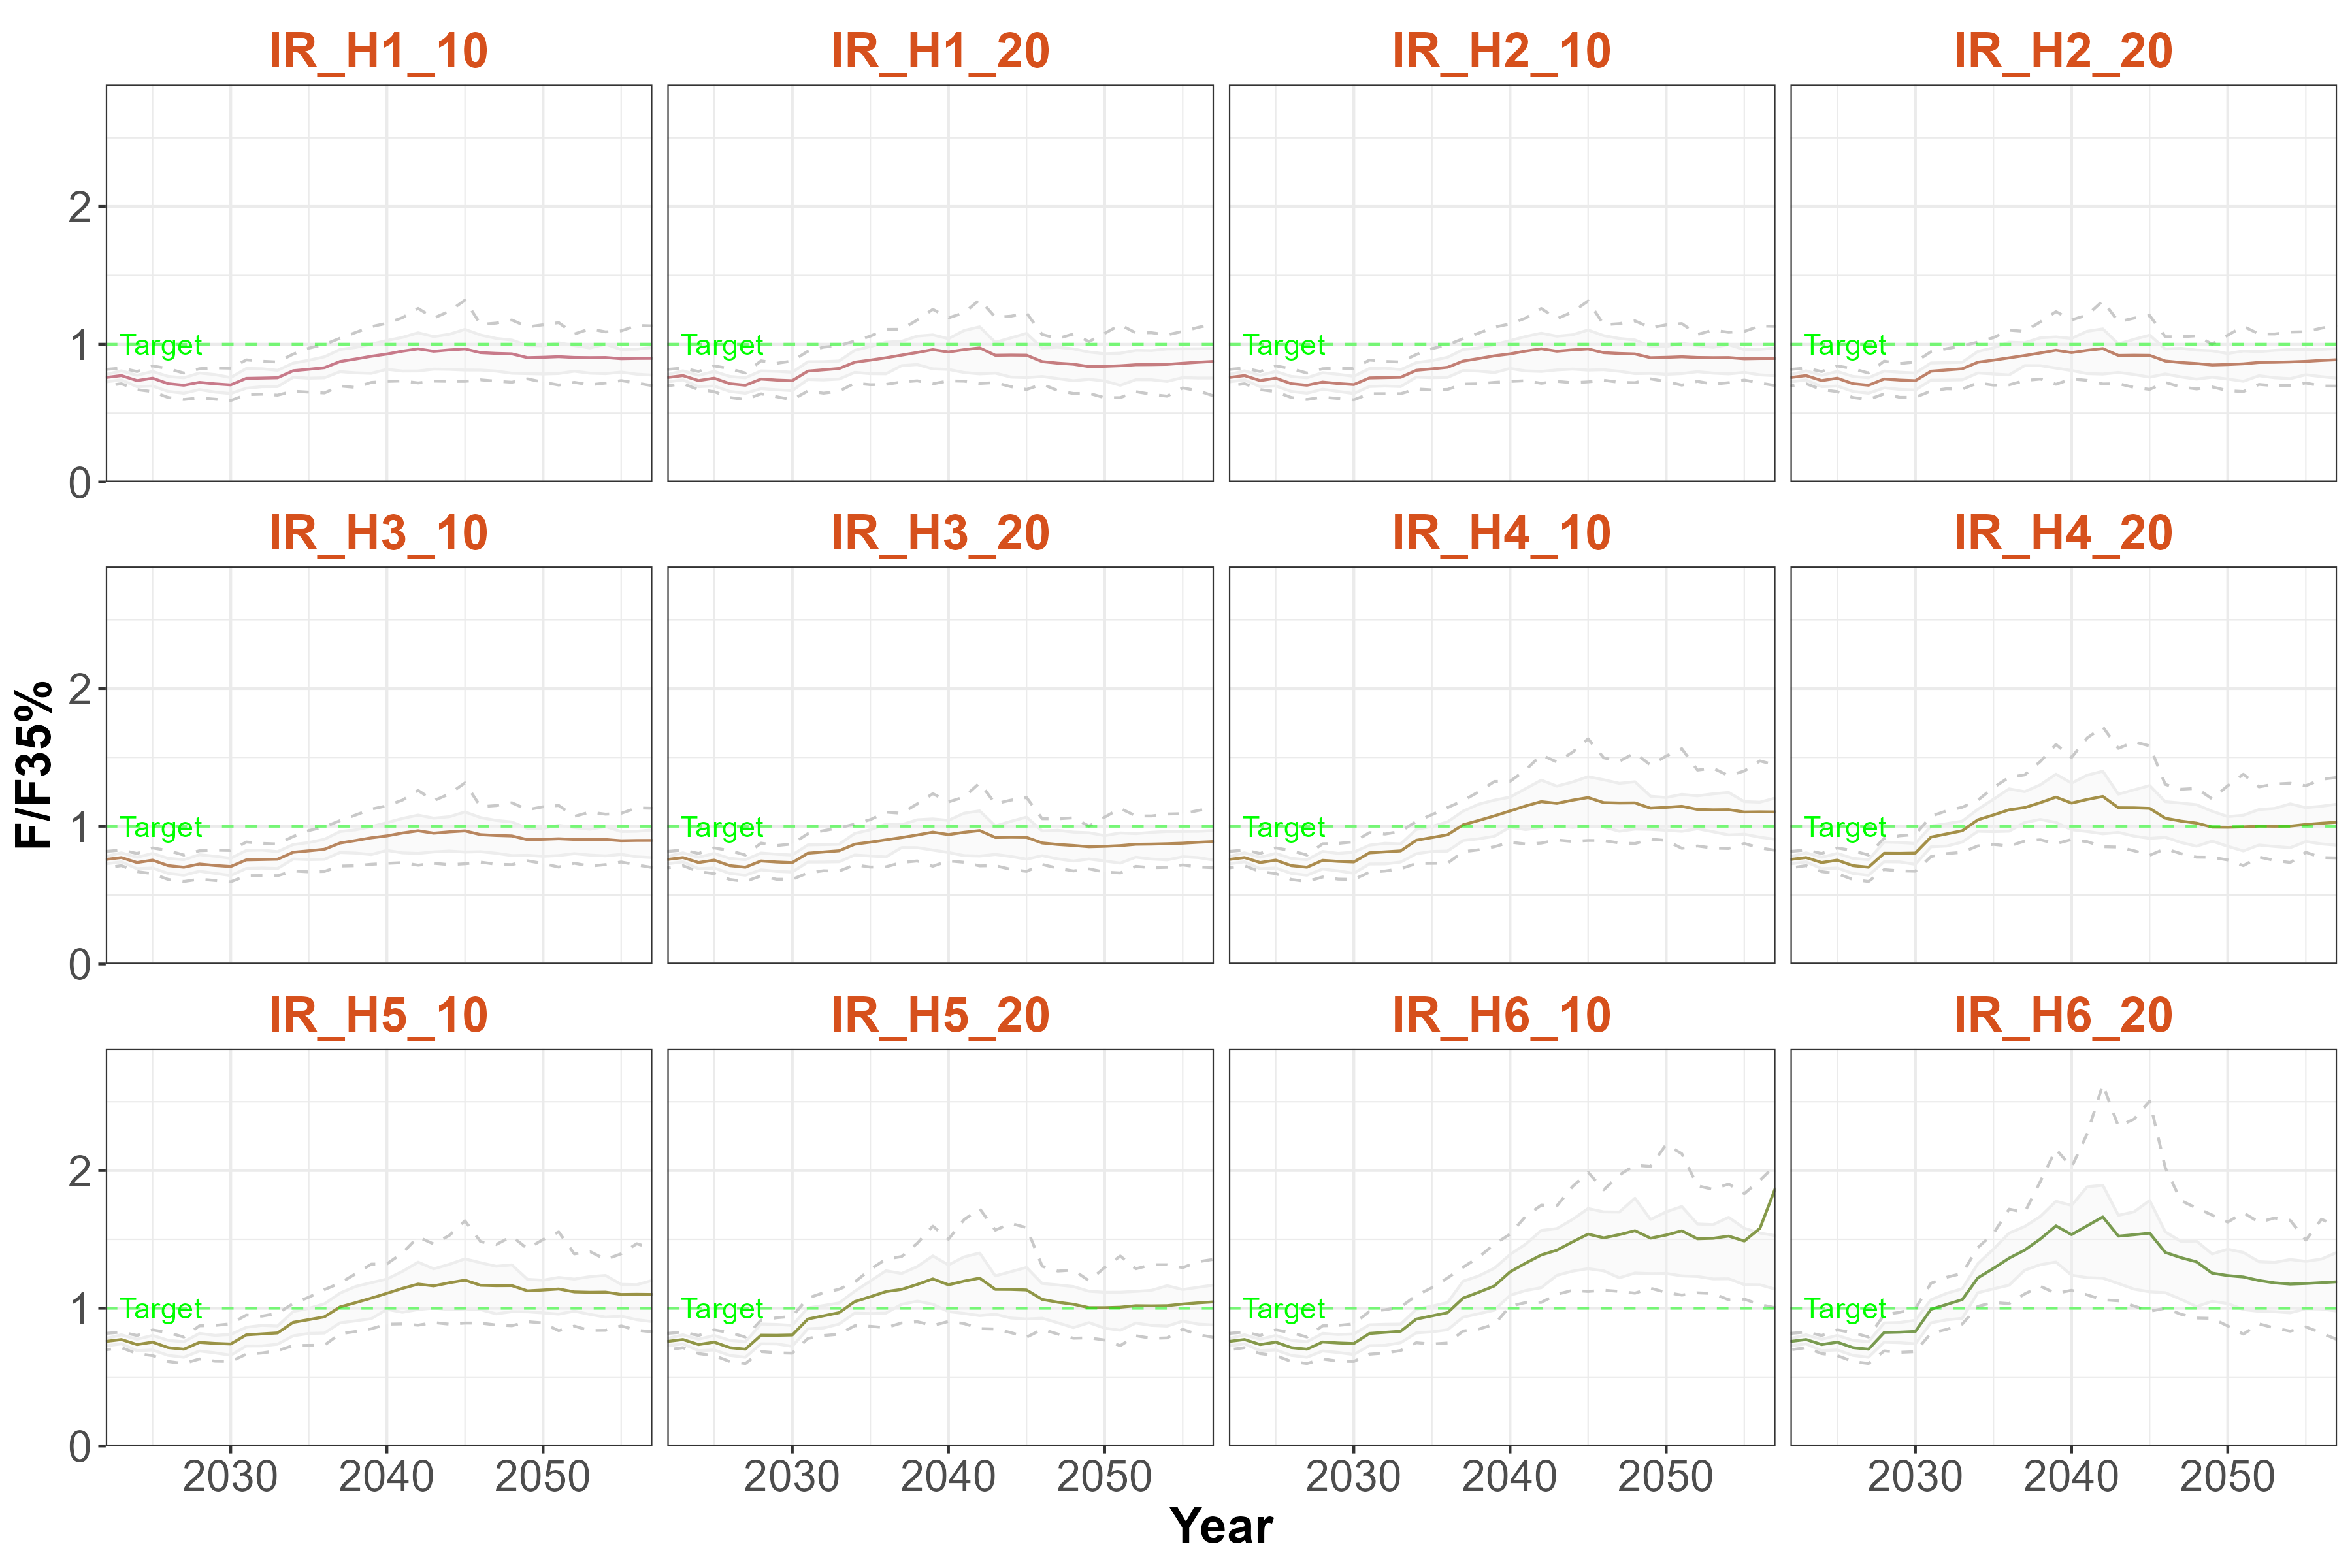 IR_H1_10 IR_H1_20 IR_H2_10 IR_H2_20
2
1
0
Target Target Target Target
IR_H3_10 IR_H3_20 IR_H4_10 IR_H4_20
2
1
0
Target Target Target Target
F/F35%
IR_H5_10 IR_H5_20 IR_H6_10 IR_H6_20
2
1
0
Target Target Target Target
2030 2040 2050 2030 2040 2050 2030 2040 2050 2030 2040 2050
Year